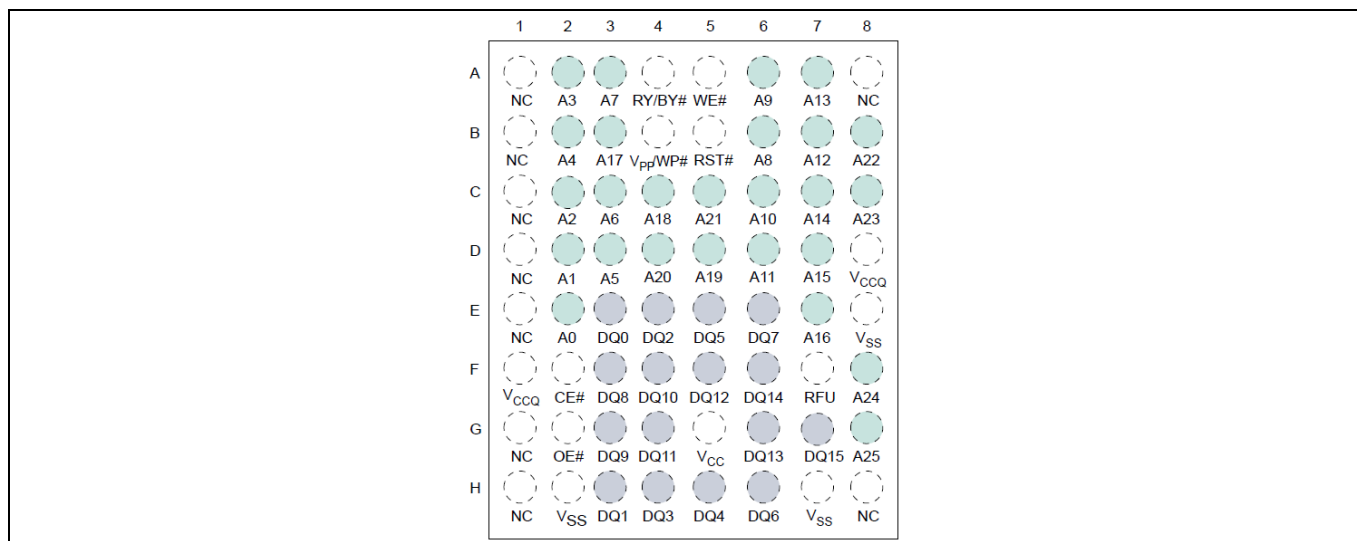 1 2 3 4 5 6 7 8
A
NC A3 A7 RY/BY# WE# A9 A13 NC
B
NC A4 A17 VPP/WP# RST# A8 A12 A22
C
NC A2 A6 A18 A21 A10 A14 A23
D
NC A1 A5 A20 A19 A11 A15 VCCQ
E
NC A0 DQ0 DQ2 DQ5 DQ7 A16 VSS
F
VCCQ CE# DQ8 DQ10 DQ12 DQ14 RFU A24
G
NC OE# DQ9 DQ11 VCC DQ13 DQ15 A25
H
NC VSS DQ1 DQ3 DQ4 DQ6 VSS NC